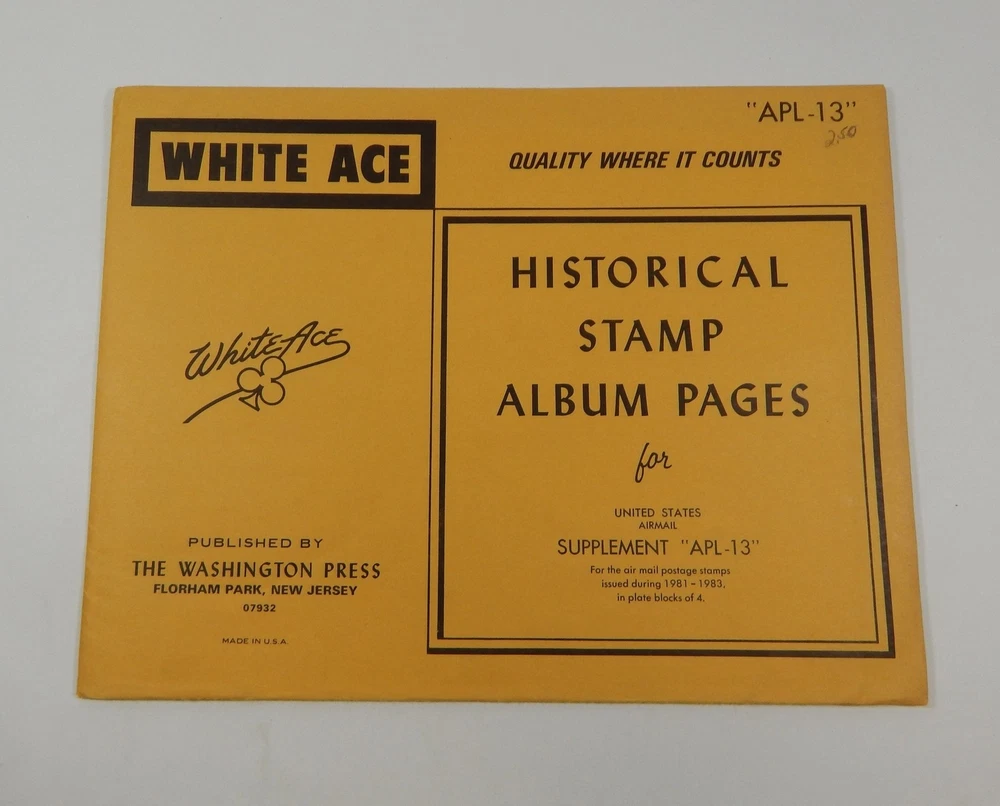 "APL-13"
2.50
WHITE ACE
QUALITY WHERE IT COUNTS
WhiteAce
HISTORICAL
STAMP
ALBUM PAGES
for
UNITED STATES
AIRMAIL
SUPPLEMENT "APL-13"
For the air mail postage stamps
issued during 1981-1983,
in plate blocks of 4.
PUBLISHED BY
THE WASHINGTON PRESS
FLORHAM PARK, NEW JERSEY
07932
MADE IN U.S.A.